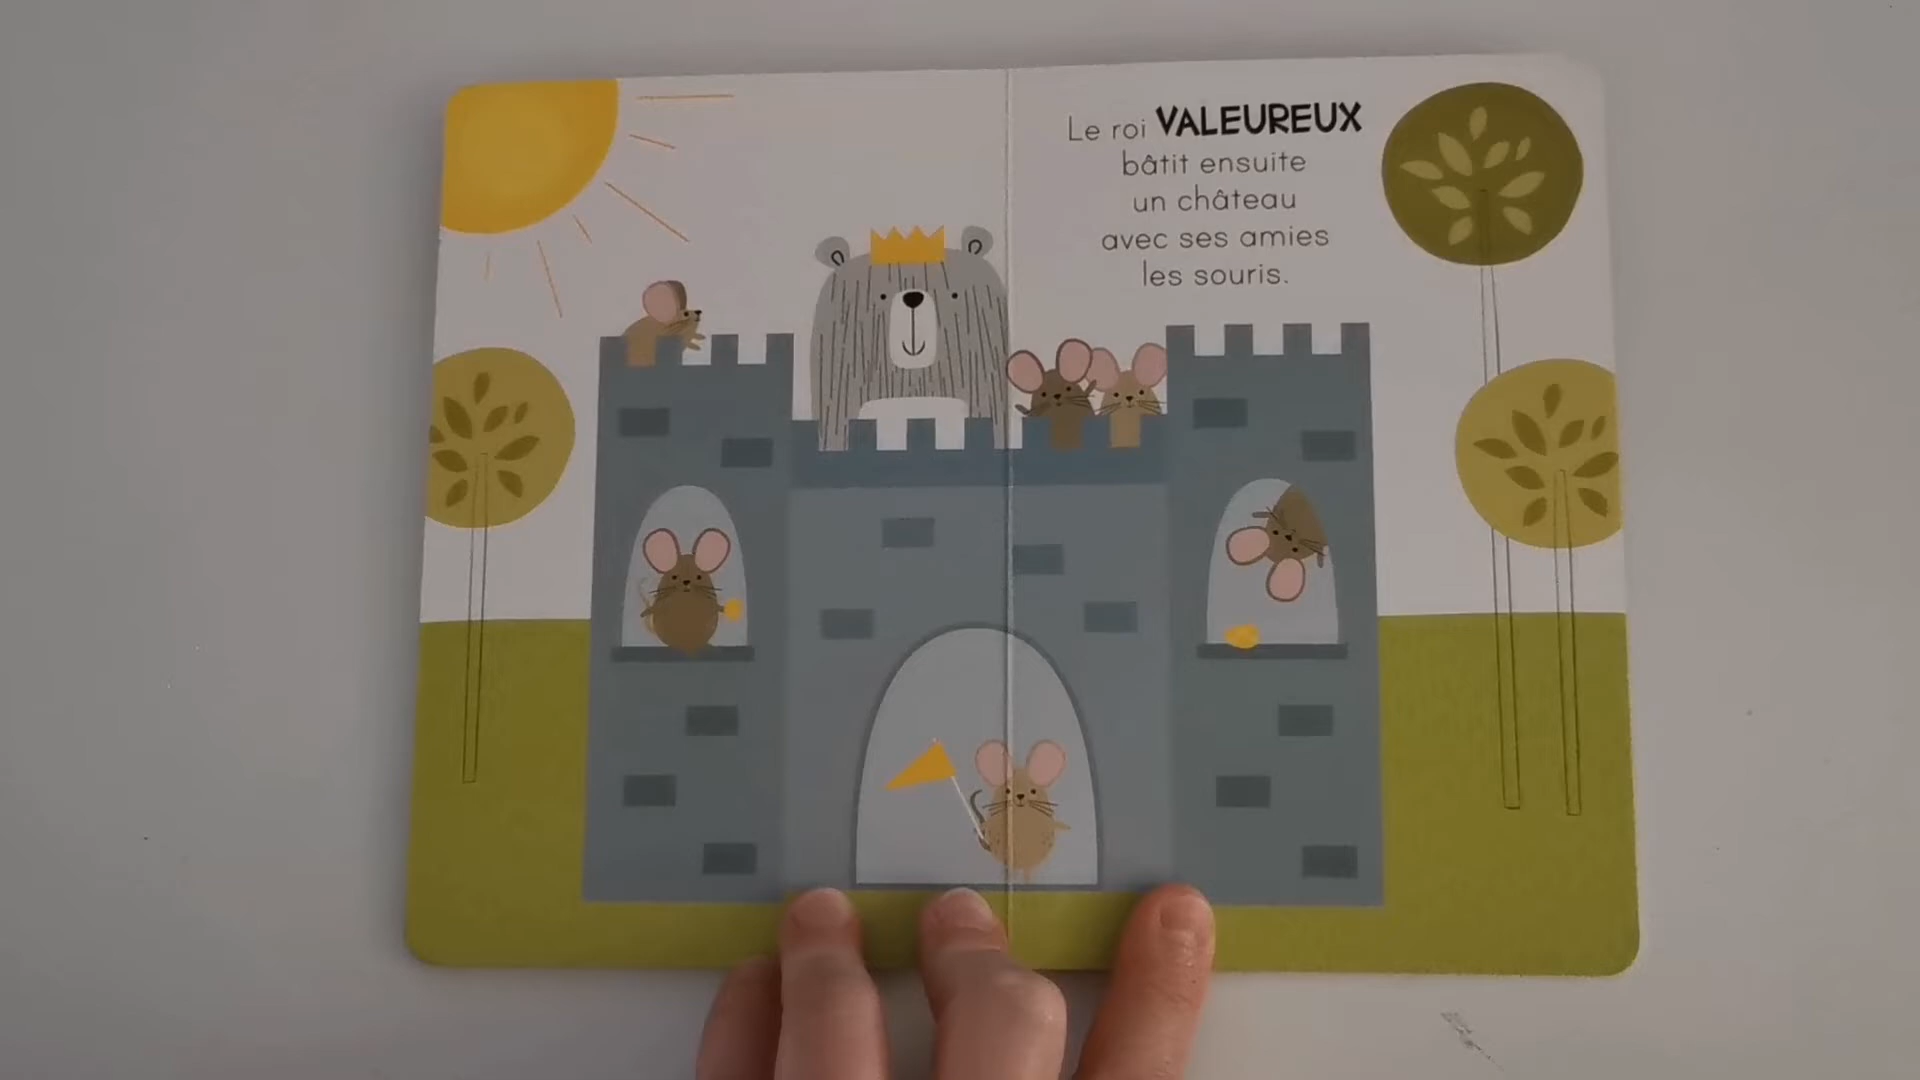 Le roi VALEUREUX
bâtit ensuite
un château
avec ses amies
les souris.